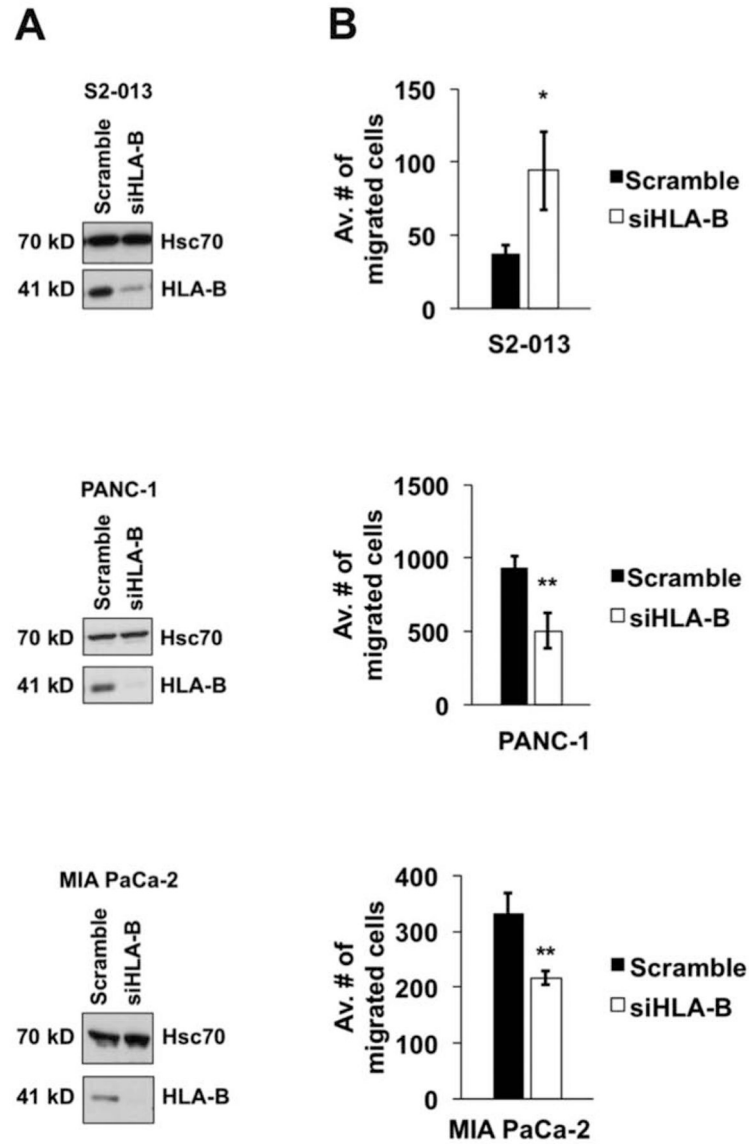 A
B
S2-013
Scramble
siHLA-B
70 kD
Hsc70
41 kD
HLA-B
Av. # of
migrated cells
150
100
50
0
*
S2-013
Scramble
siHLA-B
PANC-1
Scramble
siHLA-B
70 kD
Hsc70
41 kD
HLA-B
Av. # of
migrated cells
1500
1000
500
0
**
PANC-1
Scramble
siHLA-B
MIA PaCa-2
Scramble
siHLA-B
70 kD
Hsc70
41 kD
HLA-B
Av. # of
migrated cells
400
300
200
100
0
**
MIA PaCa-2
Scramble
siHLA-B